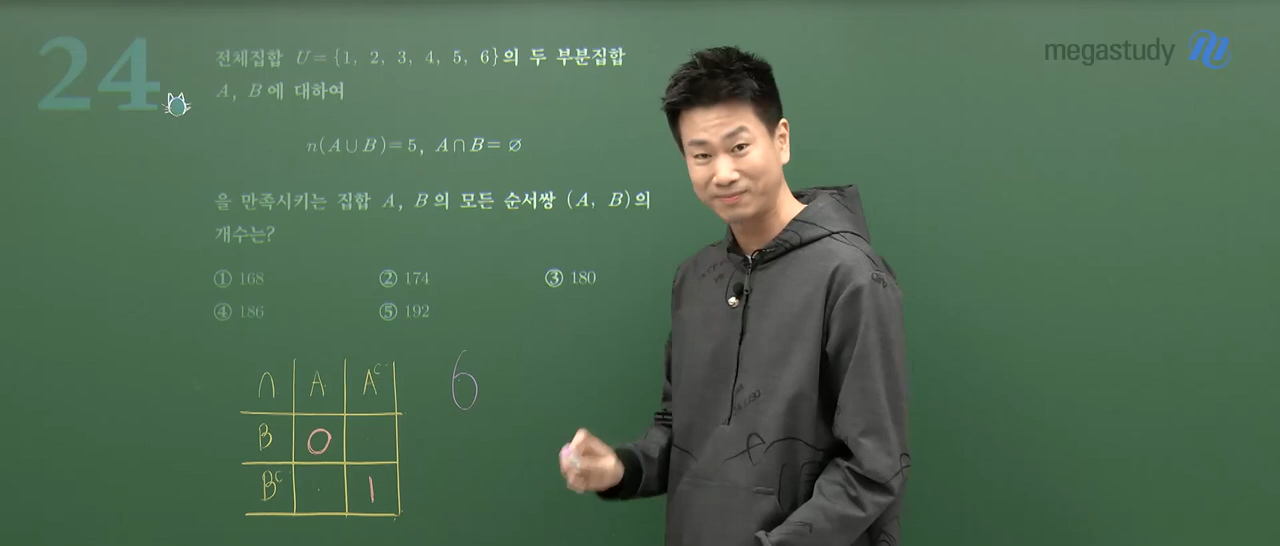 24
megastudy
전체집합 U={1, 2, 3, 4, 5, 6}의 두 부분집합
A, B에 대하여
n(A∪B)=5, A∩B=∅
을 만족시키는 집합 A, B의 모든 순서쌍 (A, B)의
개수는?
① 168 ② 174 ③ 180
④ 186 ⑤ 192
∩ A Aᶜ 6
B 0
Bᶜ 1